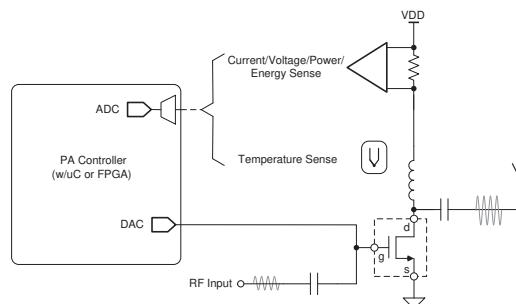 VDD
Current/Voltage/Power/
Energy Sense
ADC
PA Controller
(w/uC or FPGA)
Temperature Sense
DAC
d
g
s
RF Input